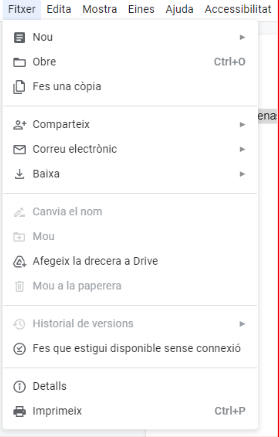 Fitxer Edita Mostra Eines Ajuda Accessibilitat
Nou
Obre Ctrl+O
Fes una còpia
Comparteix
Correu electrònic
Baixa
Canvia el nom
Mou
Afegeix la drecera a Drive
Mou a la paperera
Historial de versions
Fes que estigui disponible sense connexió
Detalls
Imprimeix Ctrl+P